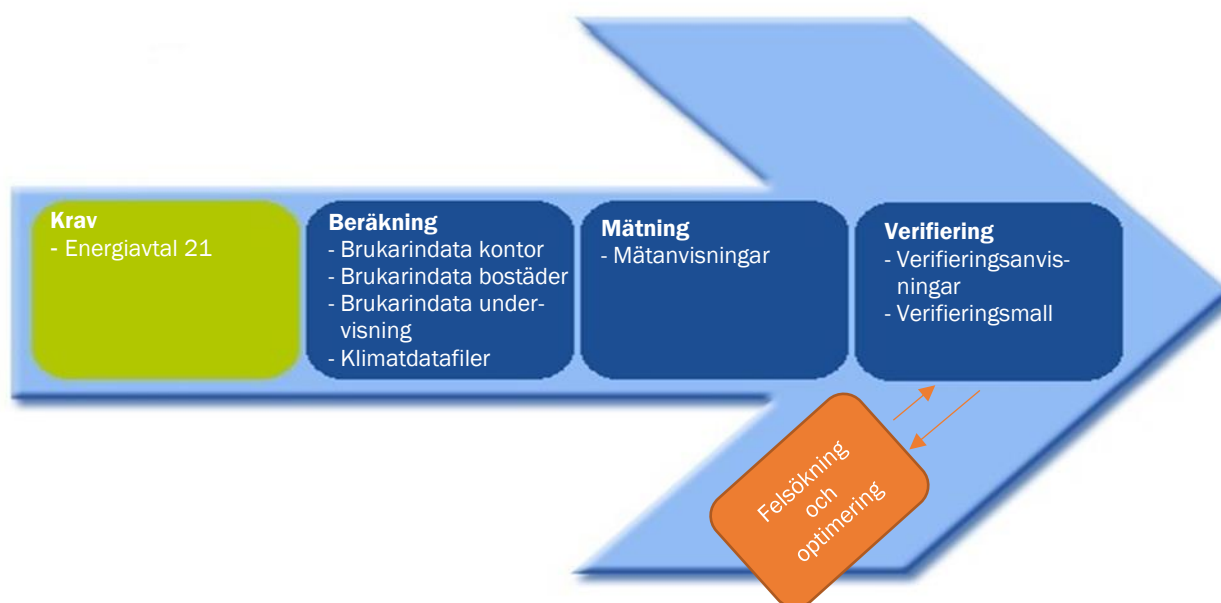 Krav
- Energiavtal 21
Beräkning
- Brukarindata kontor
- Brukarindata bostäder
- Brukarindata under-
visning
- Klimatdatafiler
Mätning
- Mätanvisningar
Verifiering
- Verifieringsanvis-
ningar
- Verifieringsmall
Felsökning
och
optimering